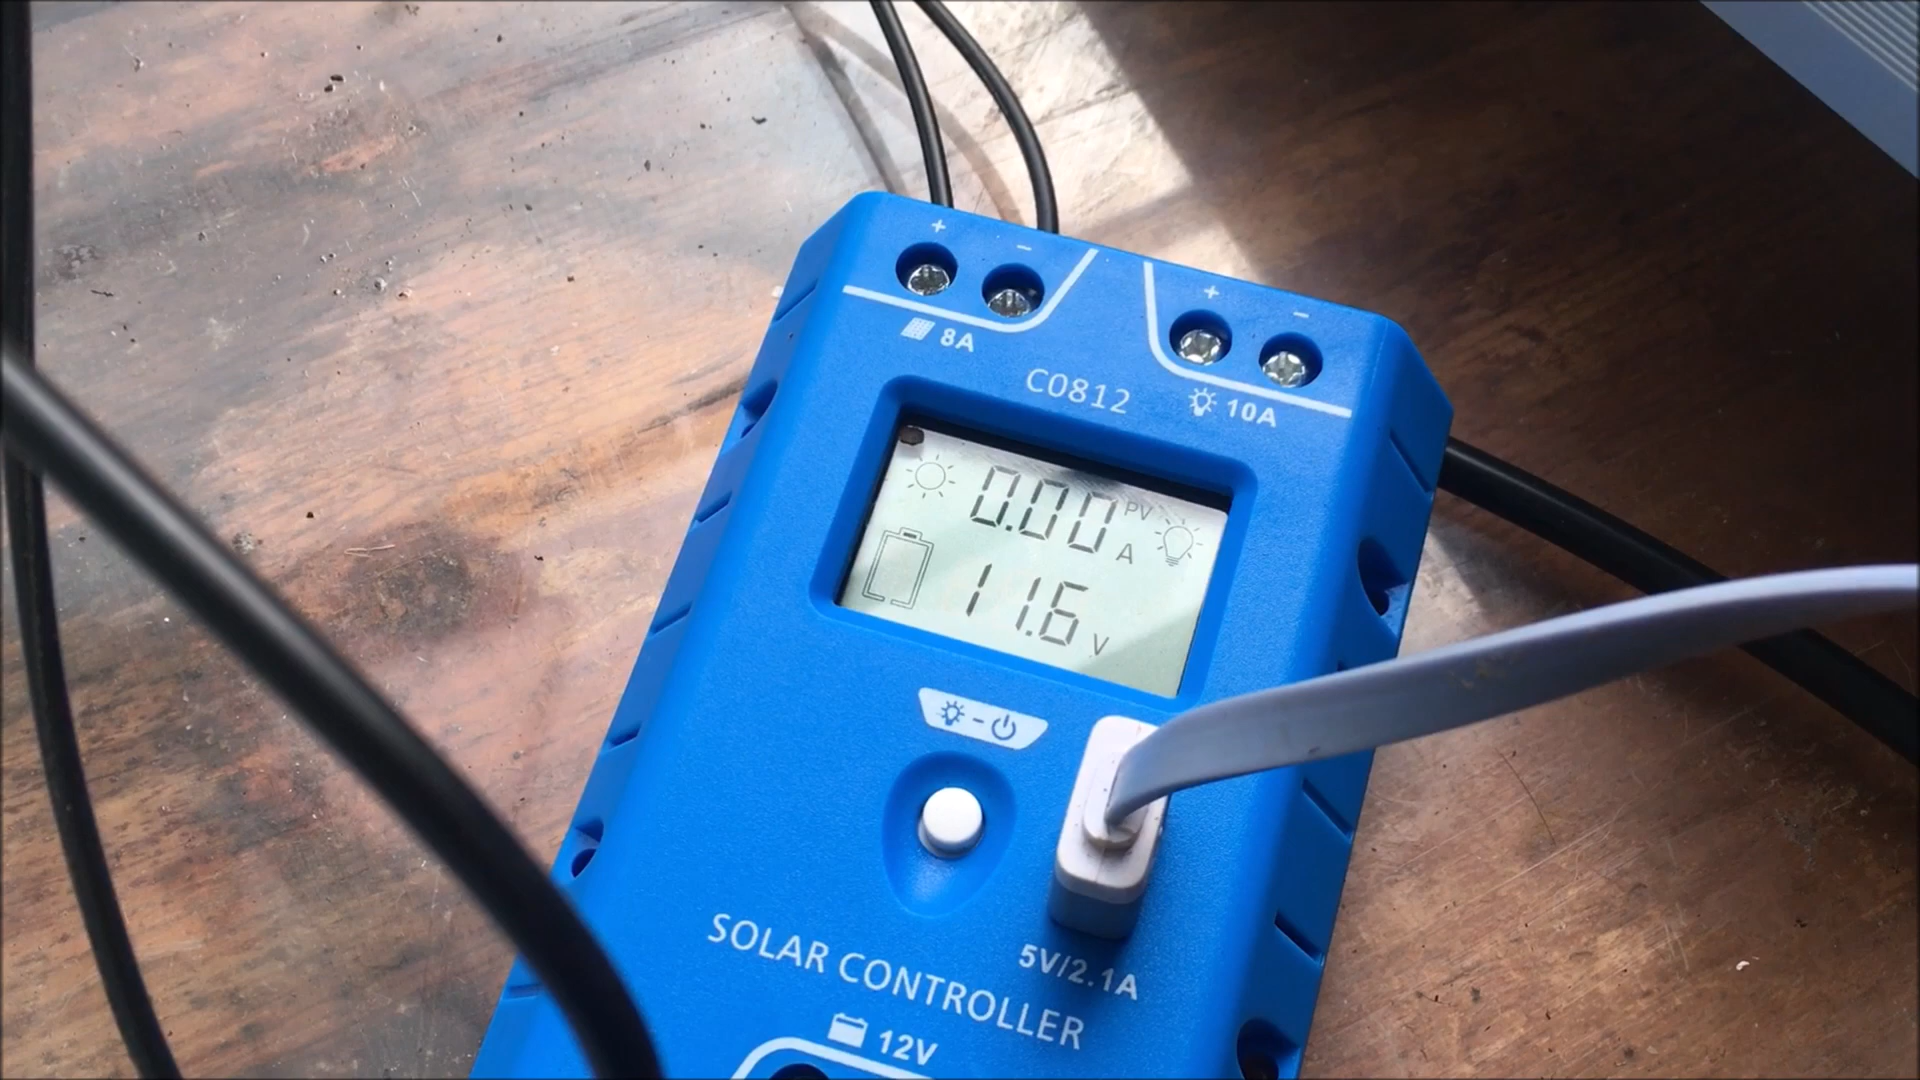 + − + −
8A
C0812
10A
0.00 PV A
11.6 V
5V/2.1A
SOLAR CONTROLLER
12V